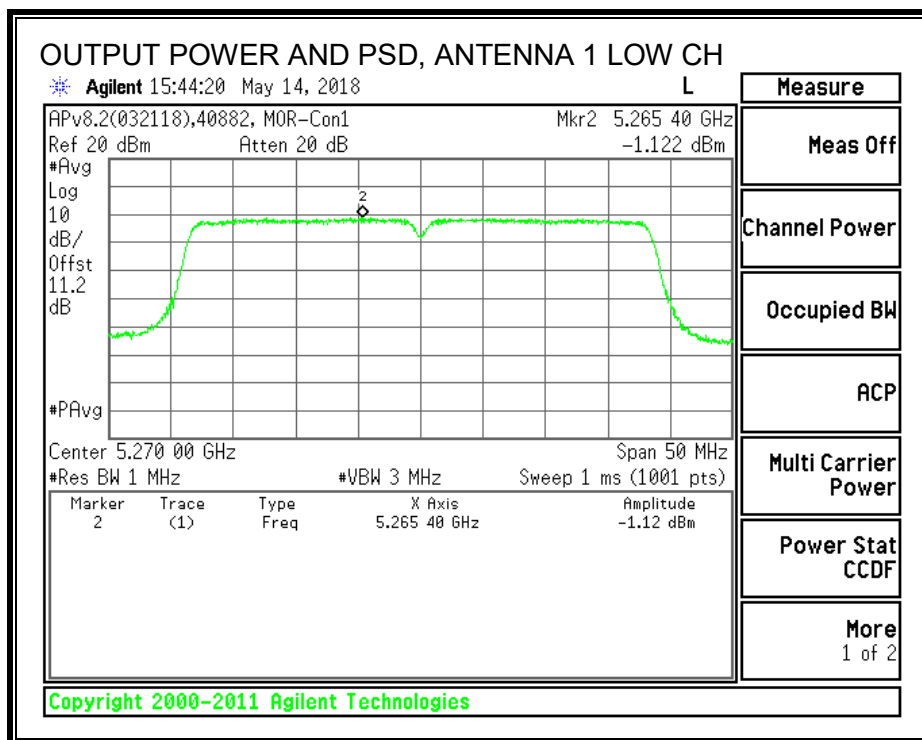 OUTPUT POWER AND PSD, ANTENNA 1 LOW CH
Agilent 15:44:20 May 14, 2018 L
APv8.2(032118),40882, MOR-Con1 Mkr2 5.265 40 GHz
Ref 20 dBm Atten 20 dB -1.122 dBm
#Avg
Log
10
dB/
Offst
11.2
dB
#PAvg
2
Center 5.270 00 GHz Span 50 MHz
#Res BW 1 MHz #VBW 3 MHz Sweep 1 ms (1001 pts)
Marker Trace Type X Axis Amplitude
2 (1) Freq 5.265 40 GHz -1.12 dBm
Measure
Meas Off
Channel Power
Occupied BW
ACP
Multi Carrier
Power
Power Stat
CCDF
More
1 of 2
Copyright 2000-2011 Agilent Technologies